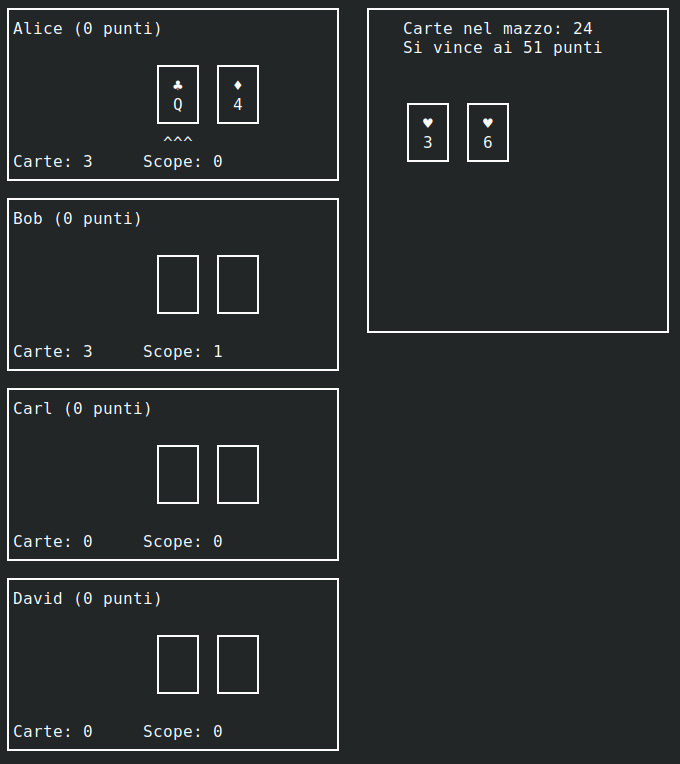 Alice (0 punti)
♣ ♦
Q 4
^^^
Carte: 3 Scope: 0
Bob (0 punti)
Carte: 3 Scope: 1
Carl (0 punti)
Carte: 0 Scope: 0
David (0 punti)
Carte: 0 Scope: 0
Carte nel mazzo: 24
Si vince ai 51 punti
♥ ♥
3 6